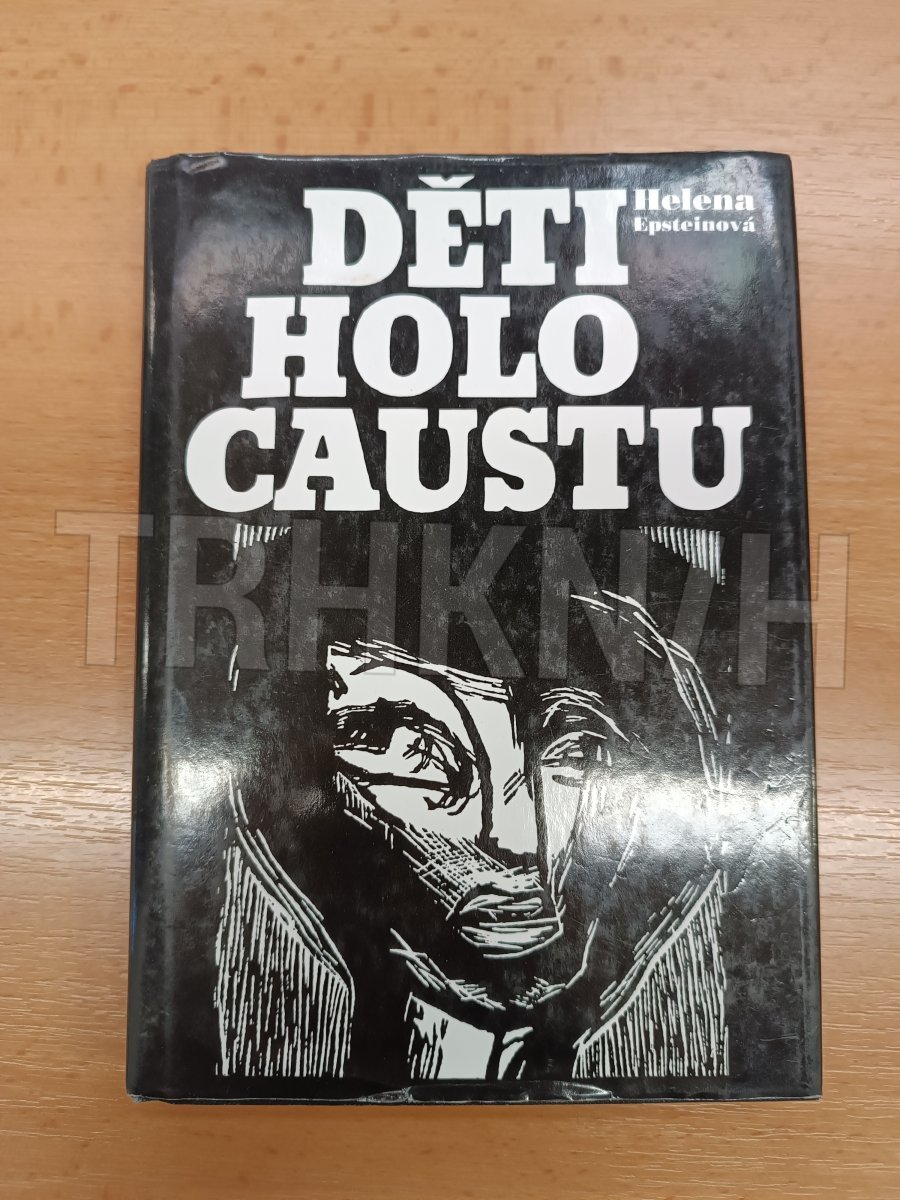 DĚTI
HOLO
CAUSTU
Helena
Epsteinová
TRHKNIH